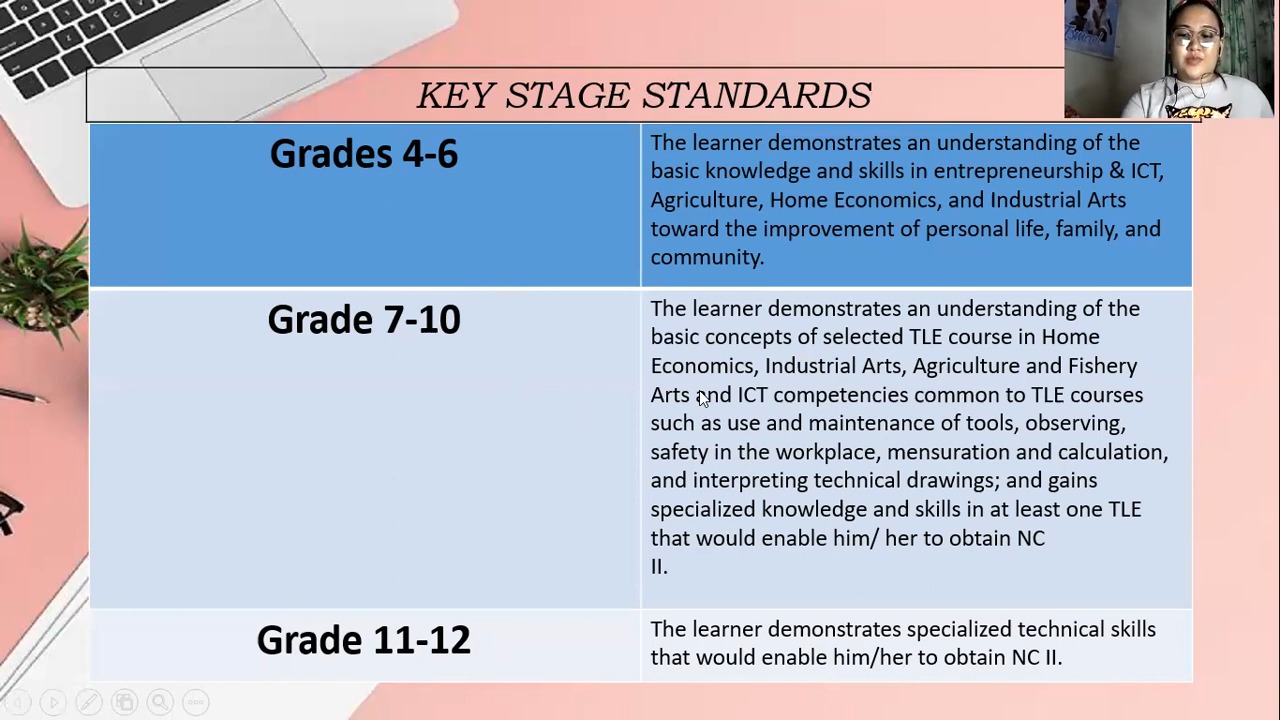 KEY STAGE STANDARDS
Grades 4-6
The learner demonstrates an understanding of the
basic knowledge and skills in entrepreneurship & ICT,
Agriculture, Home Economics, and Industrial Arts
toward the improvement of personal life, family, and
community.
Grade 7-10
The learner demonstrates an understanding of the
basic concepts of selected TLE course in Home
Economics, Industrial Arts, Agriculture and Fishery
Arts and ICT competencies common to TLE courses
such as use and maintenance of tools, observing,
safety in the workplace, mensuration and calculation,
and interpreting technical drawings; and gains
specialized knowledge and skills in at least one TLE
that would enable him/ her to obtain NC
II.
Grade 11-12
The learner demonstrates specialized technical skills
that would enable him/her to obtain NC II.